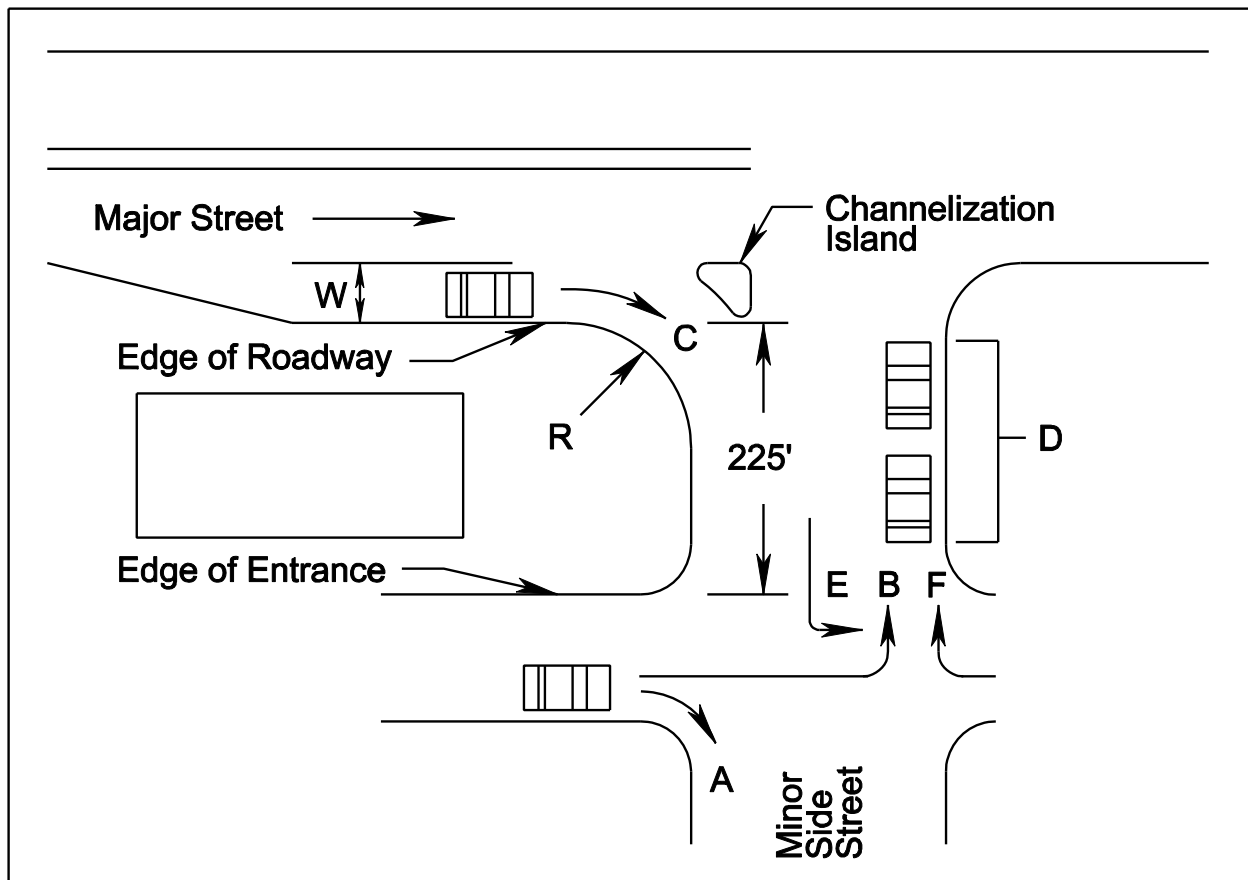 Major Street
Channelization
Island
W
C
Edge of Roadway
R
D
225'
Edge of Entrance
E B F
A
Minor
Side
Street